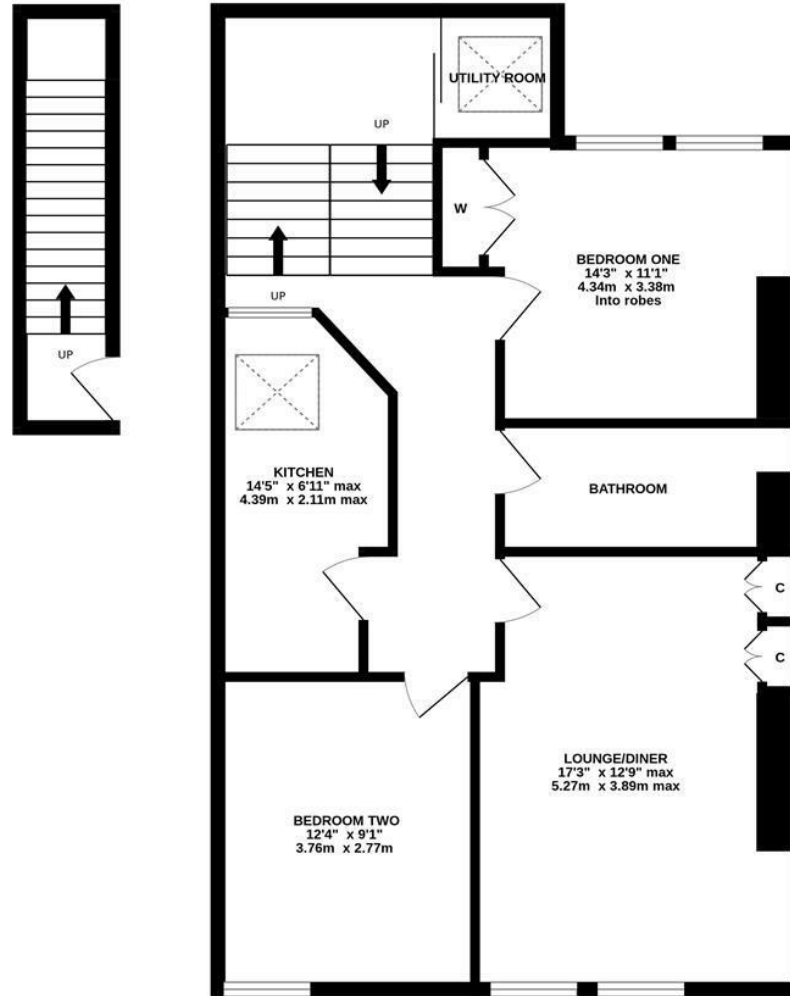 UP
UTILITY ROOM
UP
W
UP
BEDROOM ONE
14'3" x 11'1"
4.34m x 3.38m
Into robes
KITCHEN
14'5" x 6'11" max
4.39m x 2.11m max
BATHROOM
C
C
LOUNGE/DINER
17'3" x 12'9" max
5.27m x 3.89m max
BEDROOM TWO
12'4" x 9'1"
3.76m x 2.77m